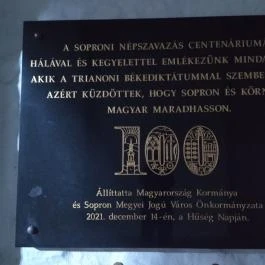 A SOPRONI NÉPSZAVAZÁS CENTENÁRIUMÁ
HÁLÁVAL ÉS KEGYELETTEL EMLÉKEZÜNK MINDA
AKIK A TRIANONI BÉKEDIKTÁTUMMAL SZEMBE
AZÉRT KÜZDÖTTEK, HOGY SOPRON ÉS KÖRN
MAGYAR MARADHASSON.
100
Állíttatta Magyarország Kormánya
és Sopron Megyei Jogú Város Önkormányzata
2021. december 14-én, a Hűség Napján.